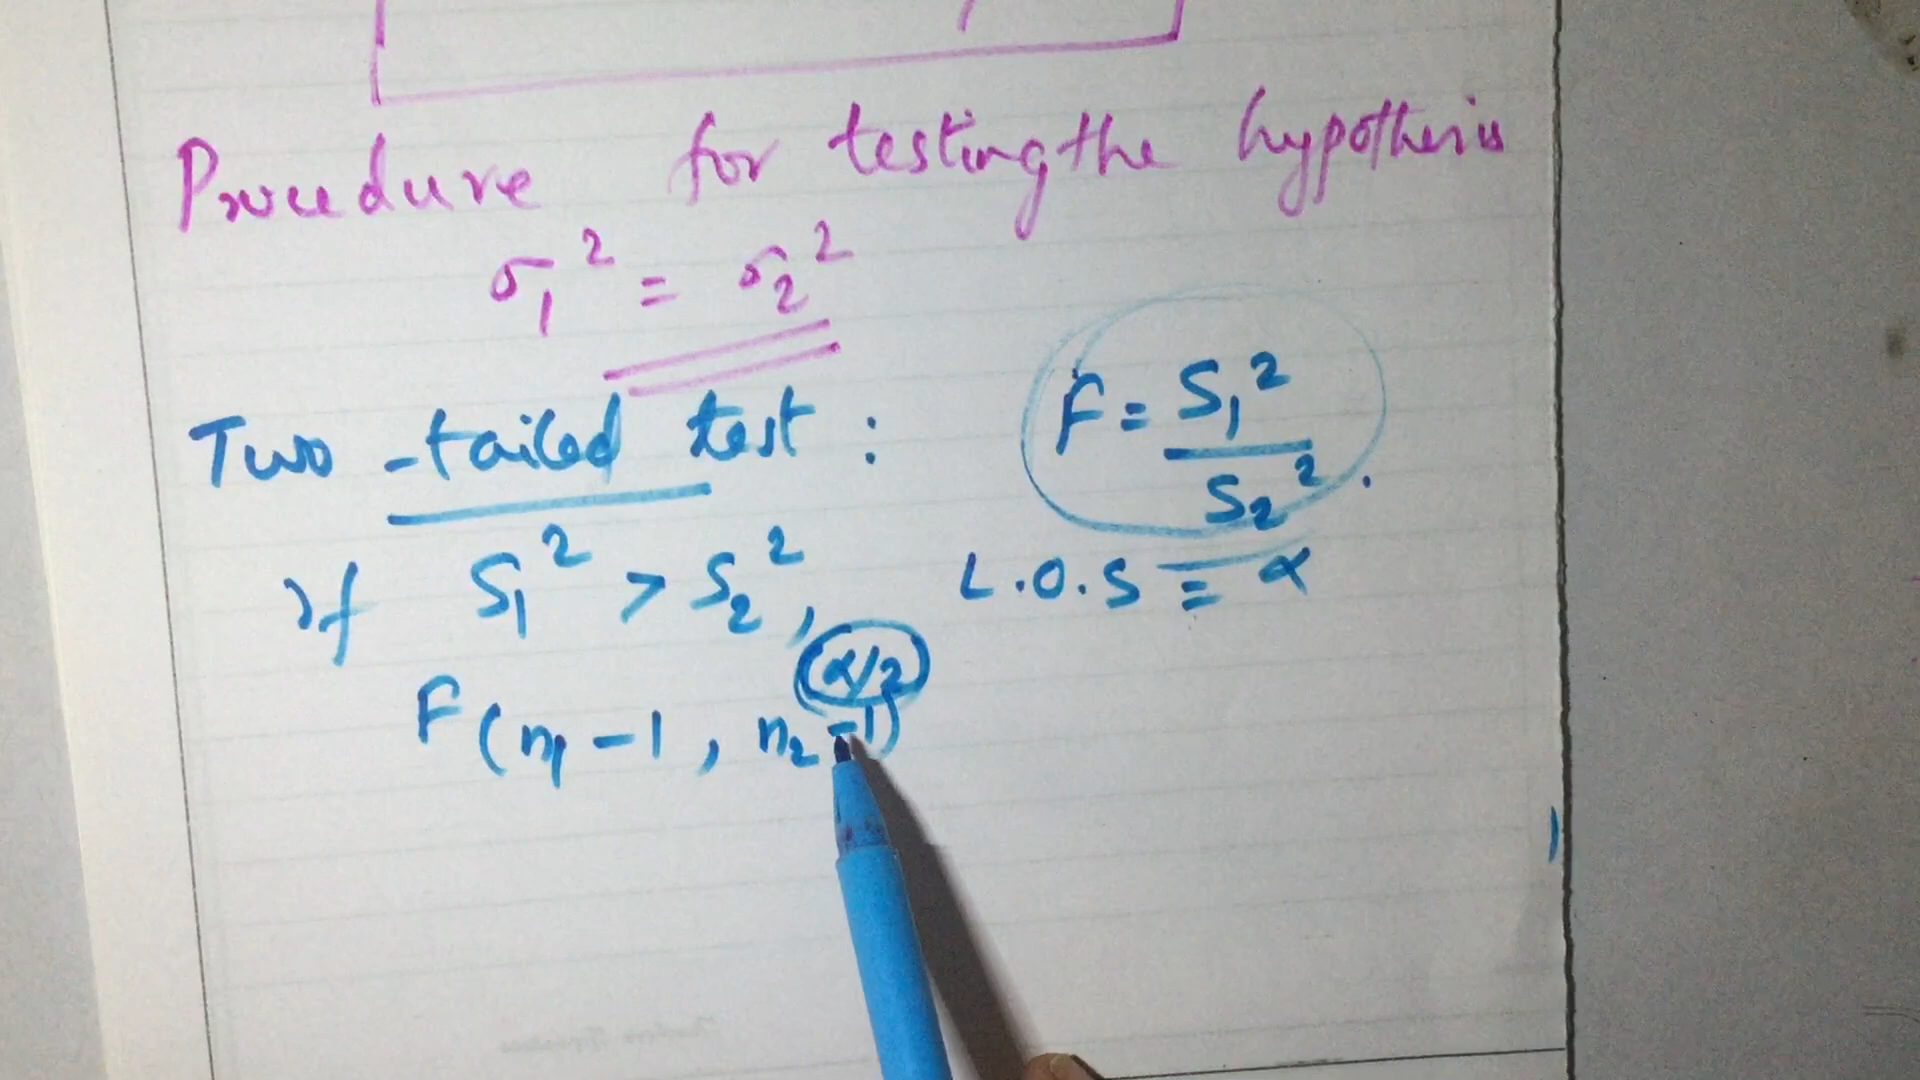 Procedure for testing the hypothesis
σ₁² = σ₂²
Two-tailed test :
F = S₁² / S₂².
if S₁² > S₂²,
L.O.S = α
F(n₁-1, n₂-1) (α/2)